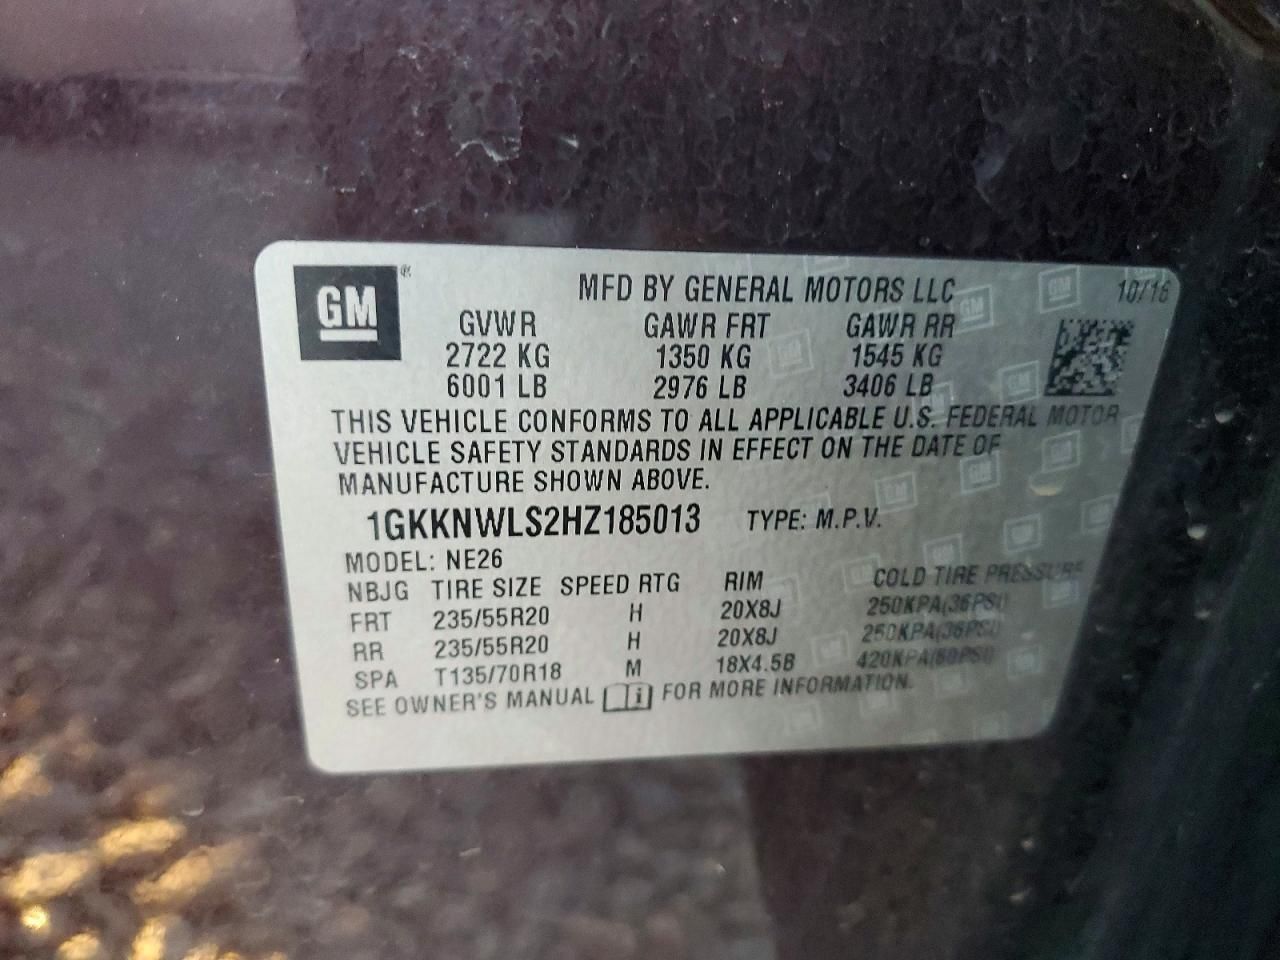 GM ®
MFD BY GENERAL MOTORS LLC 10/16
GVWR GAWR FRT GAWR RR
2722 KG 1350 KG 1545 KG
6001 LB 2976 LB 3406 LB
THIS VEHICLE CONFORMS TO ALL APPLICABLE U.S. FEDERAL MOTOR
VEHICLE SAFETY STANDARDS IN EFFECT ON THE DATE OF
MANUFACTURE SHOWN ABOVE.
1GKKNWLS2HZ185013 TYPE: M.P.V.
MODEL: NE26
NBJG TIRE SIZE SPEED RTG RIM COLD TIRE PRESSURE
FRT 235/55R20 H 20X8J 250KPA(36PSI)
RR 235/55R20 H 20X8J 250KPA(36PSI)
SPA T135/70R18 M 18X4.5B 420KPA(60PSI)
SEE OWNER'S MANUAL i FOR MORE INFORMATION.